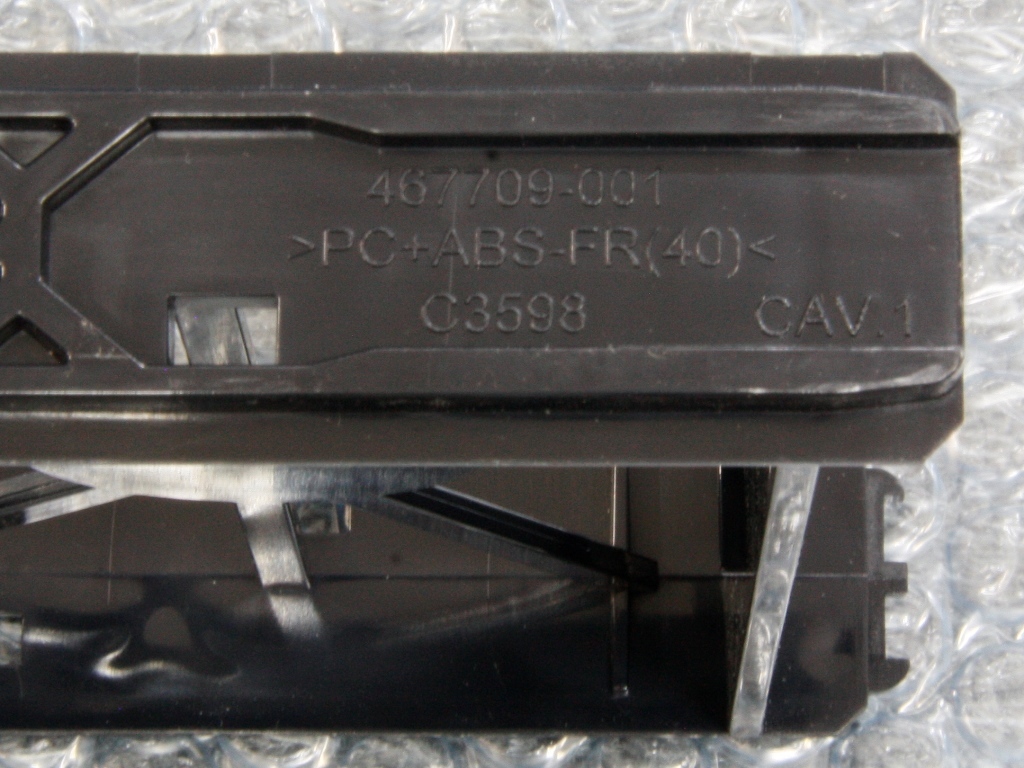 467709-001
>PC+ABS-FR(40)<
C3598 CAV.1